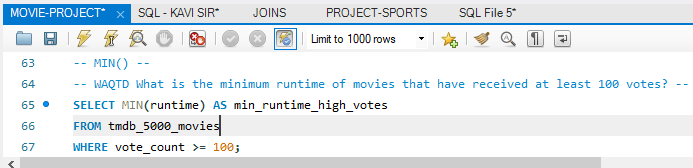 MOVIE-PROJECT* SQL - KAVI SIR* JOINS PROJECT-SPORTS SQL File 5*
Limit to 1000 rows
63 -- MIN() --
64 -- WAQTD What is the minimum runtime of movies that have received at least 100 votes? --
65 SELECT MIN(runtime) AS min_runtime_high_votes
66 FROM tmdb_5000_movies
67 WHERE vote_count >= 100;